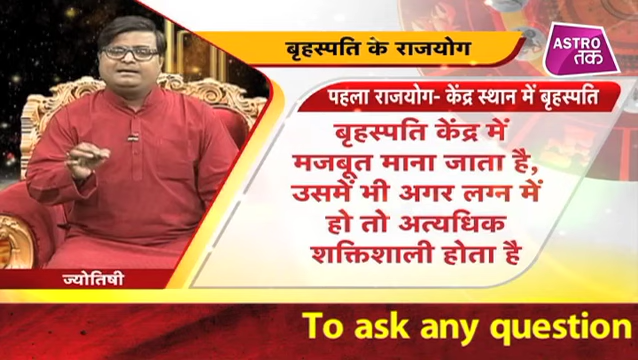 बृहस्पति के राजयोग
ASTRO
तक
पहला राजयोग- केंद्र स्थान में बृहस्पति
बृहस्पति केंद्र में
मजबूत माना जाता है,
उसमें भी अगर लग्न में
हो तो अत्यधिक
शक्तिशाली होता है
ज्योतिषी
To ask any question